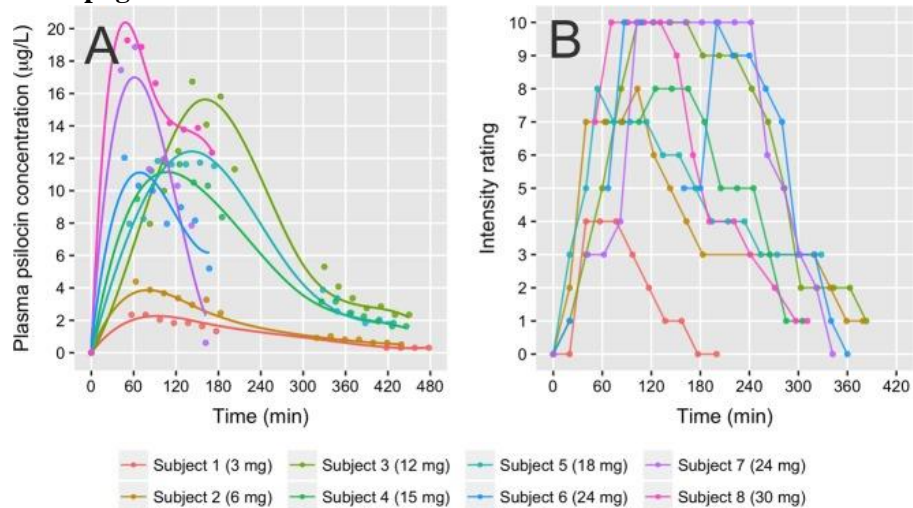 A
Plasma psilocin concentration (μg/L)
20
18
16
14
12
10
8
6
4
2
0
0 60 120 180 240 300 360 420 480
Time (min)
B
Intensity rating
10
9
8
7
6
5
4
3
2
1
0
0 60 120 180 240 300 360 420
Time (min)
Subject 1 (3 mg) Subject 3 (12 mg) Subject 5 (18 mg) Subject 7 (24 mg)
Subject 2 (6 mg) Subject 4 (15 mg) Subject 6 (24 mg) Subject 8 (30 mg)